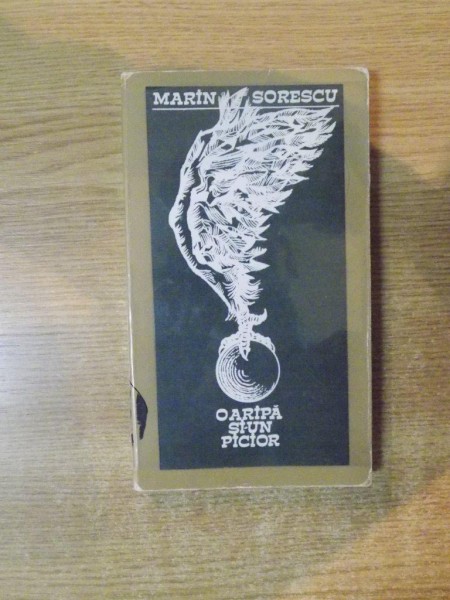 MARIN SORESCU
O ARIPĂ
ȘI-UN
PICIOR